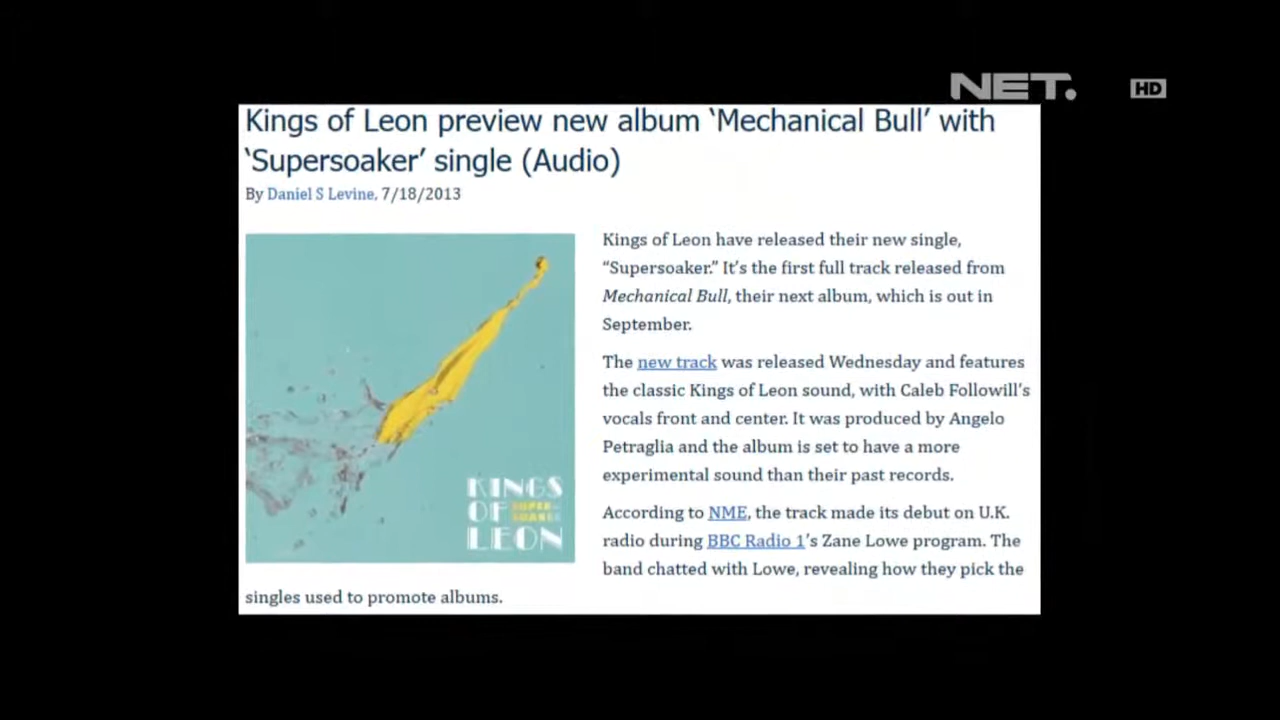 NET. HD
Kings of Leon preview new album ‘Mechanical Bull’ with
‘Supersoaker’ single (Audio)
By Daniel S Levine, 7/18/2013
Kings of Leon have released their new single,
“Supersoaker.” It’s the first full track released from
Mechanical Bull, their next album, which is out in
September.
The new track was released Wednesday and features
the classic Kings of Leon sound, with Caleb Followill’s
vocals front and center. It was produced by Angelo
Petraglia and the album is set to have a more
experimental sound than their past records.
According to NME, the track made its debut on U.K.
radio during BBC Radio 1’s Zane Lowe program. The
band chatted with Lowe, revealing how they pick the
singles used to promote albums.
KINGS
OF SUPER-
SOAKER
LEON